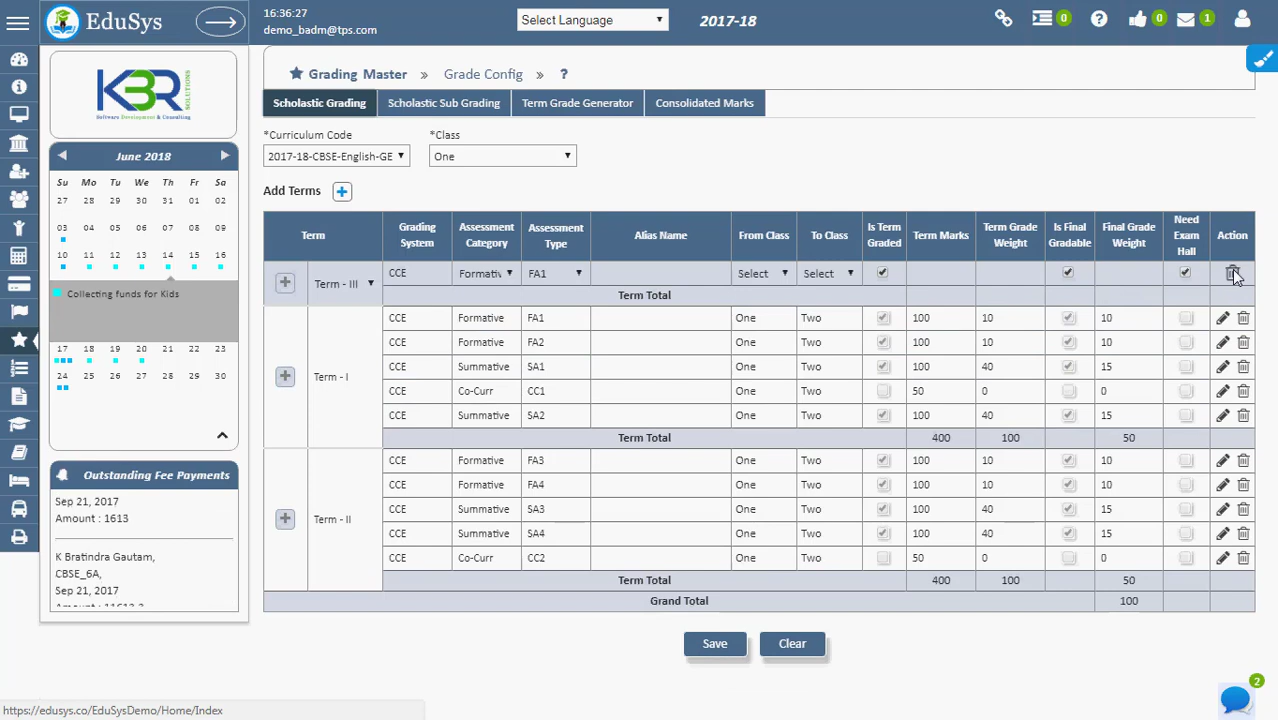 EduSys
16:36:27
demo_badm@tps.com
Select Language
2017-18
0
0
1
K3R
SOLUTIONS
Software Development & Consulting
Grading Master » Grade Config » ?
Scholastic Grading Scholastic Sub Grading Term Grade Generator Consolidated Marks
*Curriculum Code *Class
2017-18-CBSE-English-GE One
Add Terms
June 2018
Su Mo Tu We Th Fr Sa
27 28 29 30 31 01 02
03 04 05 06 07 08 09
10 11 12 13 14 15 16
Collecting funds for Kids
17 18 19 20 21 22 23
24 25 26 27 28 29 30
Outstanding Fee Payments
Sep 21, 2017
Amount : 1613
K Bratindra Gautam,
CBSE_6A,
Sep 21, 2017
Amount : 11613.2
Term Grading System Assessment Category Assessment Type Alias Name From Class To Class Is Term Graded Term Marks Term Grade Weight Is Final Gradable Final Grade Weight Need Exam Hall Action
Term - III CCE Formativ FA1 Select Select
Term Total
Term - I
CCE Formative FA1 One Two 100 10 10
CCE Formative FA2 One Two 100 10 10
CCE Summative SA1 One Two 100 40 15
CCE Co-Curr CC1 One Two 50 0 0
CCE Summative SA2 One Two 100 40 15
Term Total 400 100 50
Term - II
CCE Formative FA3 One Two 100 10 10
CCE Formative FA4 One Two 100 10 10
CCE Summative SA3 One Two 100 40 15
CCE Summative SA4 One Two 100 40 15
CCE Co-Curr CC2 One Two 50 0 0
Term Total 400 100 50
Grand Total 100
Save Clear
2
https://edusys.co/EduSysDemo/Home/Index